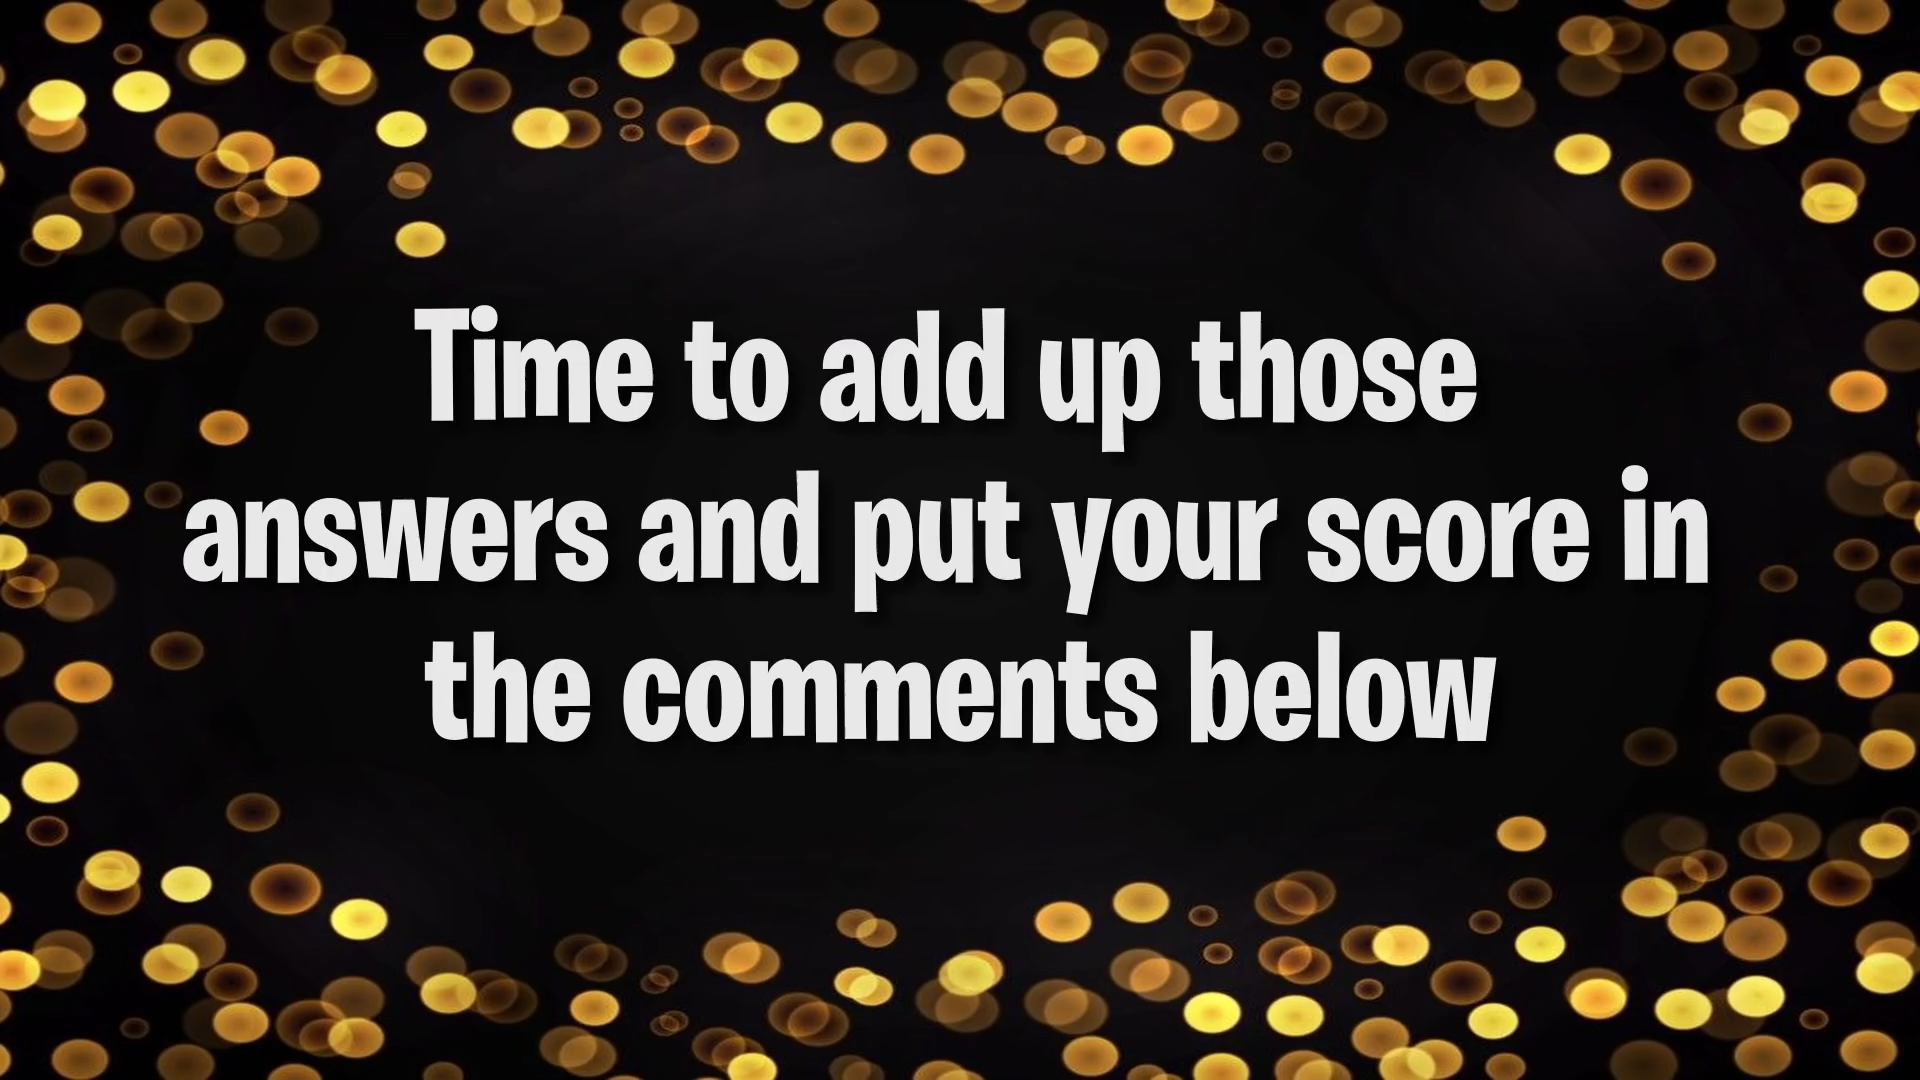 Time to add up those
answers and put your score in
the comments below